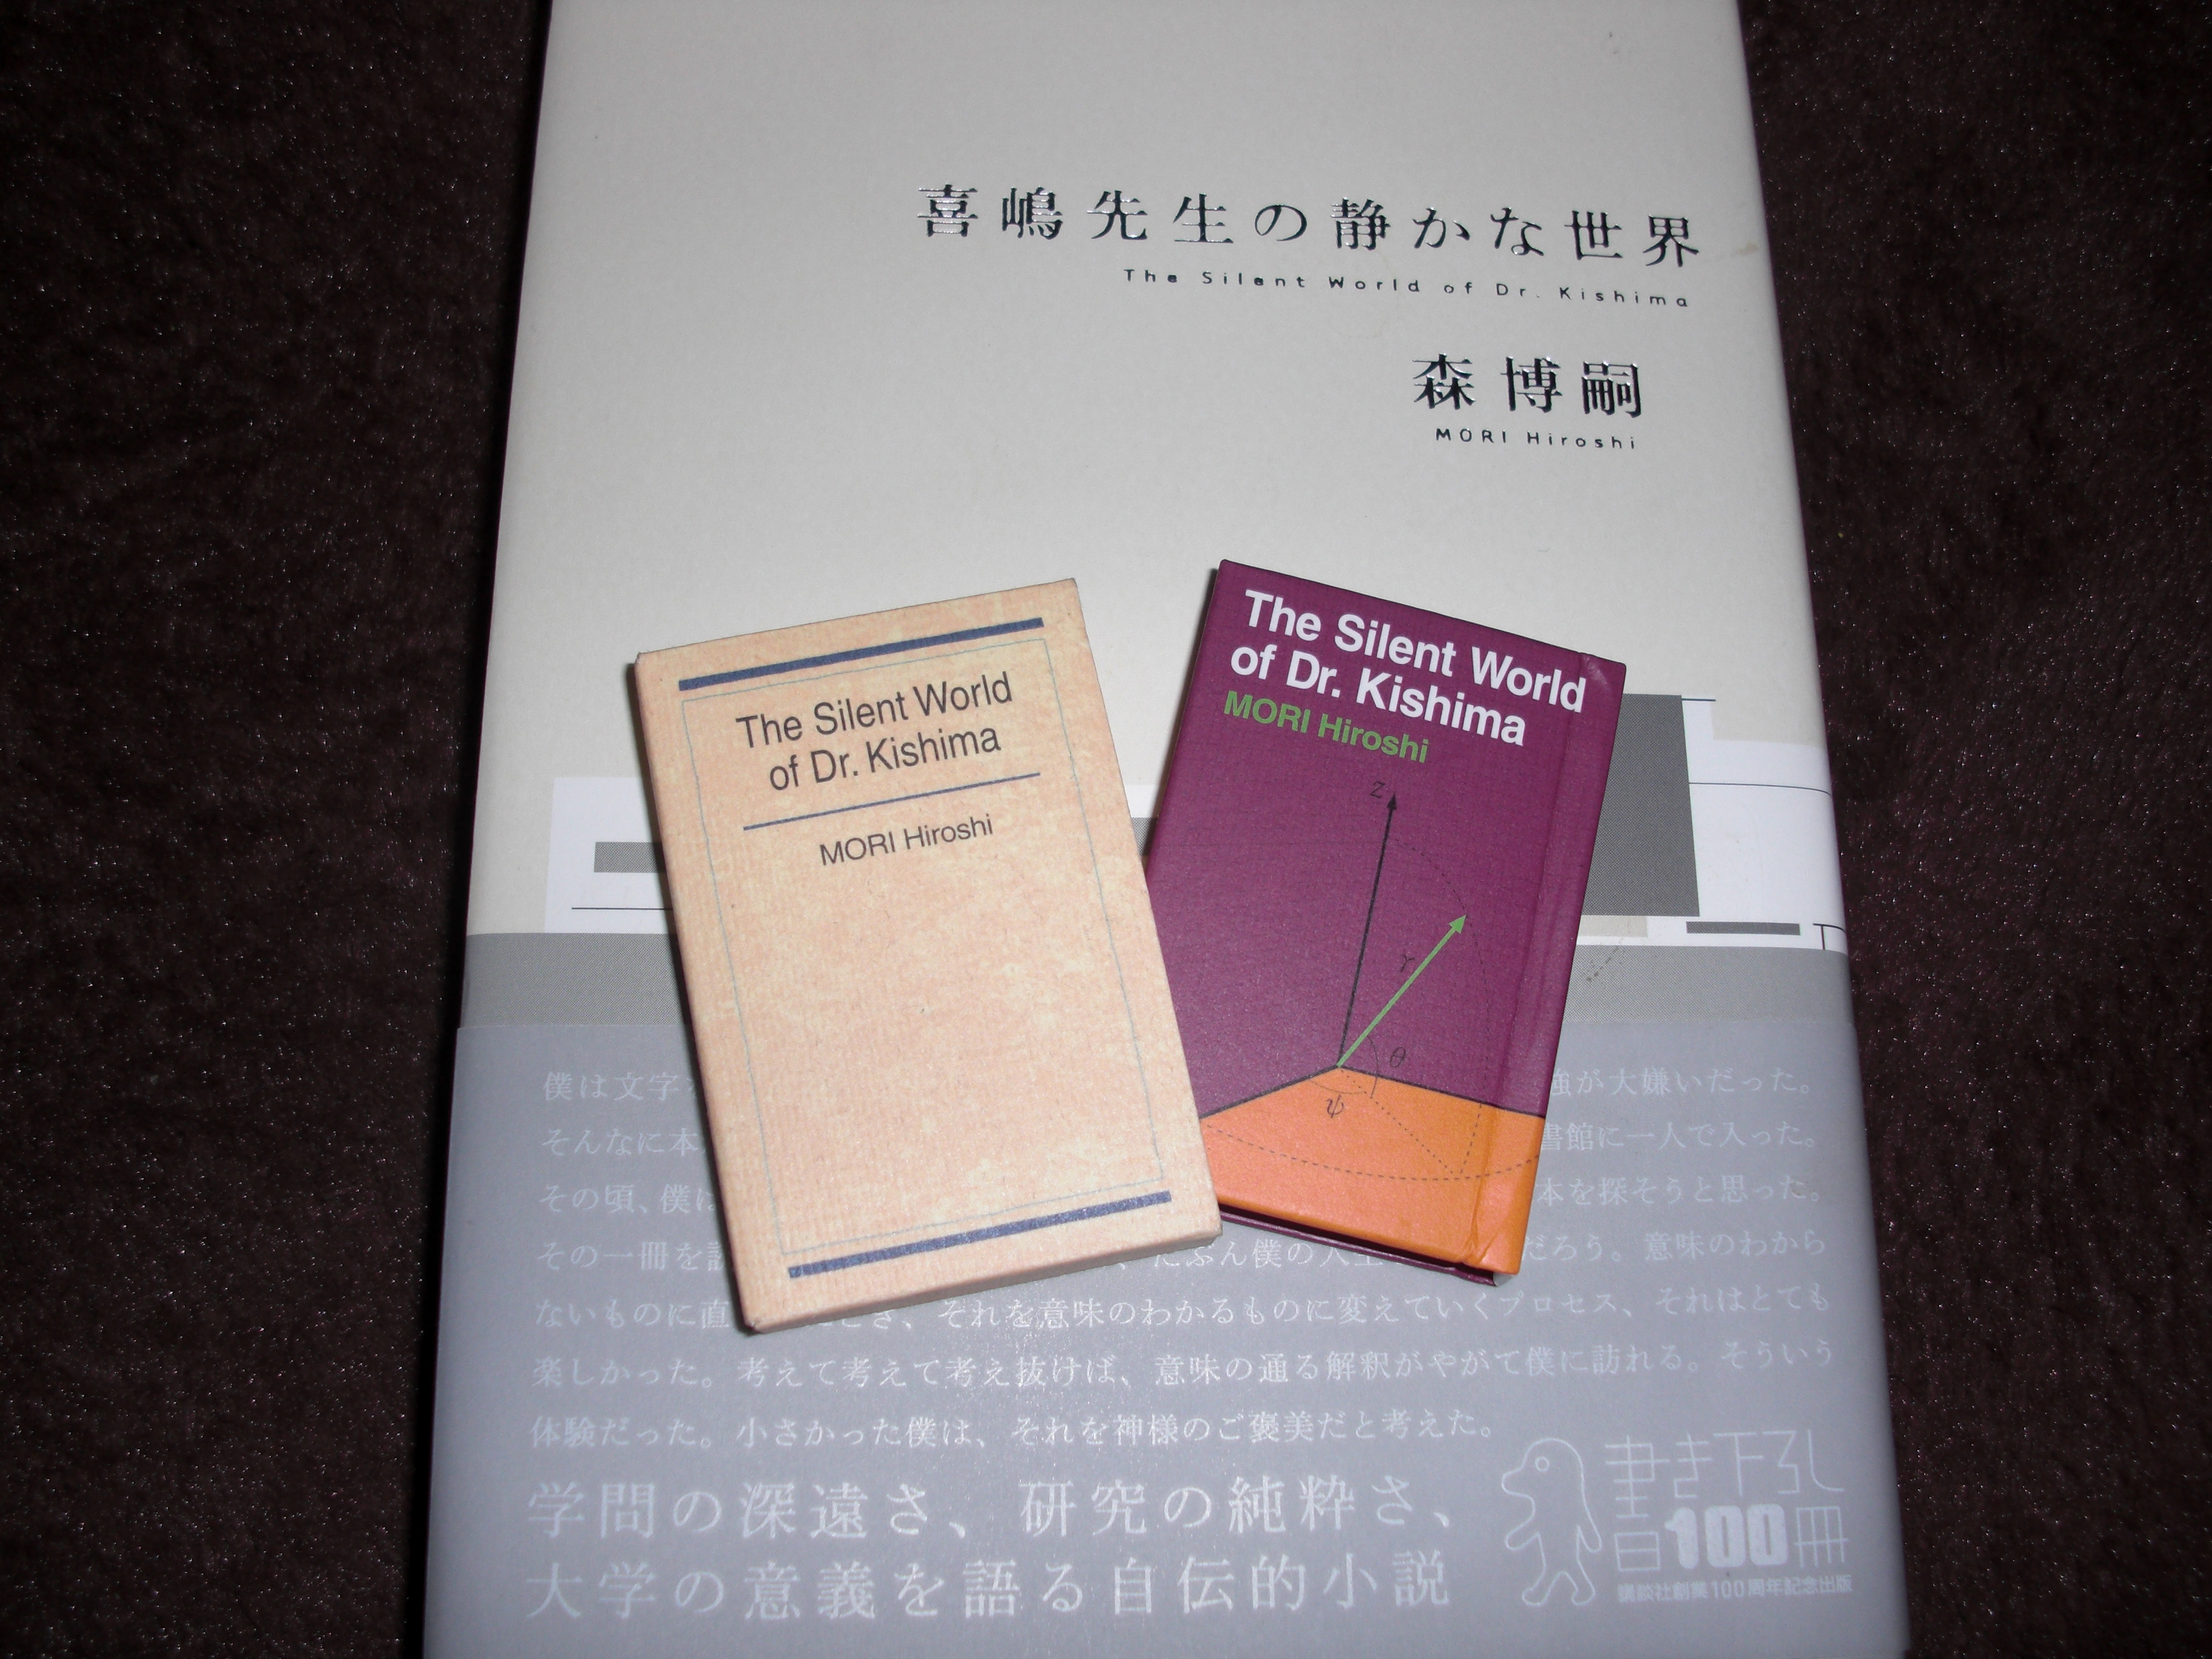 喜嶋先生の静かな世界
The Silent World of Dr. Kishima
森博嗣
MORI Hiroshi
The Silent World
of Dr. Kishima
MORI Hiroshi
The Silent World
of Dr. Kishima
MORI Hiroshi
z
r
θ
ψ
僕は文字 強が大嫌いだった。
そんなに本 書館に一人で入った。
その頃、僕は 本を探そうと思った。
その一冊を たぶん僕の人生 だろう。意味のわから
ないものに直 とき、それを意味のわかるものに変えていくプロセス、それはとても
楽しかった。考えて考えて考え抜けば、意味の通る解釈がやがて僕に訪れる。そういう
体験だった。小さかった僕は、それを神様のご褒美だと考えた。
学問の深遠さ、研究の純粋さ、
大学の意義を語る自伝的小説
書き下ろし
100冊
講談社創業100周年記念出版